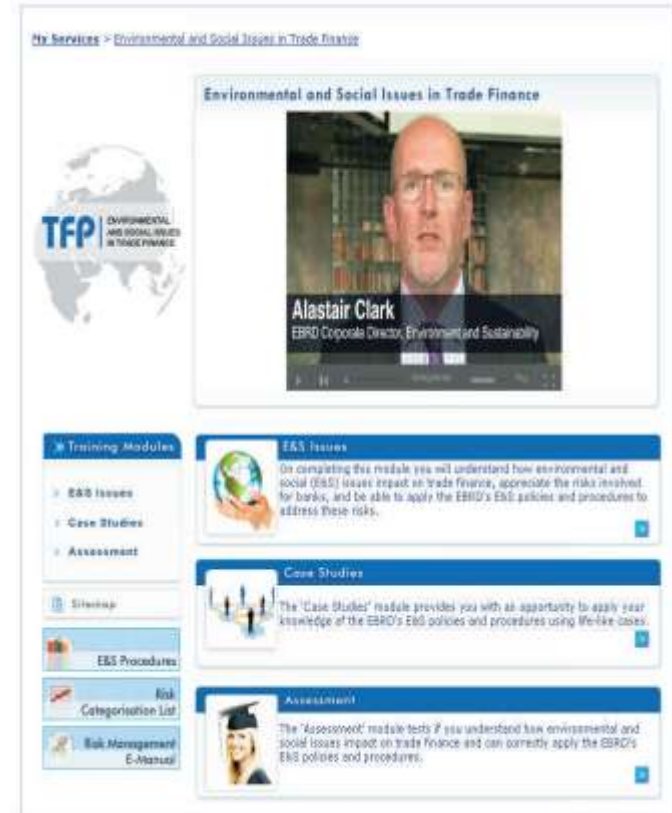 My Services > Environmental and Social Issues in Trade Finance
Environmental and Social Issues in Trade Finance
TFP
ENVIRONMENTAL
AND SOCIAL ISSUES
IN TRADE FINANCE
Alastair Clark
EBRD Corporate Director, Environment and Sustainability
» Training Modules
E&S Issues
Case Studies
Assessment
Sitemap
E&S Procedures
Risk
Categorisation List
Risk Management
E-Manual
E&S Issues
On completing this module you will understand how environmental and
social (E&S) issues impact on trade finance, appreciate the risks involved
for banks, and be able to apply the EBRD's E&S policies and procedures to
address these risks.
Case Studies
The 'Case Studies' module provides you with an opportunity to apply your
knowledge of the EBRD's E&S policies and procedures using life-like cases.
Assessment
The 'Assessment' module tests if you understand how environmental and
social issues impact on trade finance and can correctly apply the EBRD's
E&S policies and procedures.